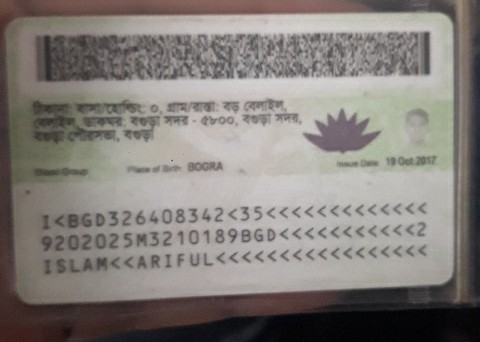 ঠিকানা: বাসা/হোল্ডিং: ০, গ্রাম/রাস্তা: বড় বেলাইল,
বেলাইল, ডাকঘর: বগুড়া সদর - ৫৮০০, বগুড়া সদর,
বগুড়া পৌরসভা, বগুড়া
Blood Group Place of Birth BOGRA Issue Date 19 Oct 2017
I<BGD326408342<35<<<<<<<<<<<<<
9202025M3210189BGD<<<<<<<<<<<2
ISLAM<<ARIFUL<<<<<<<<<<<<<<<<<